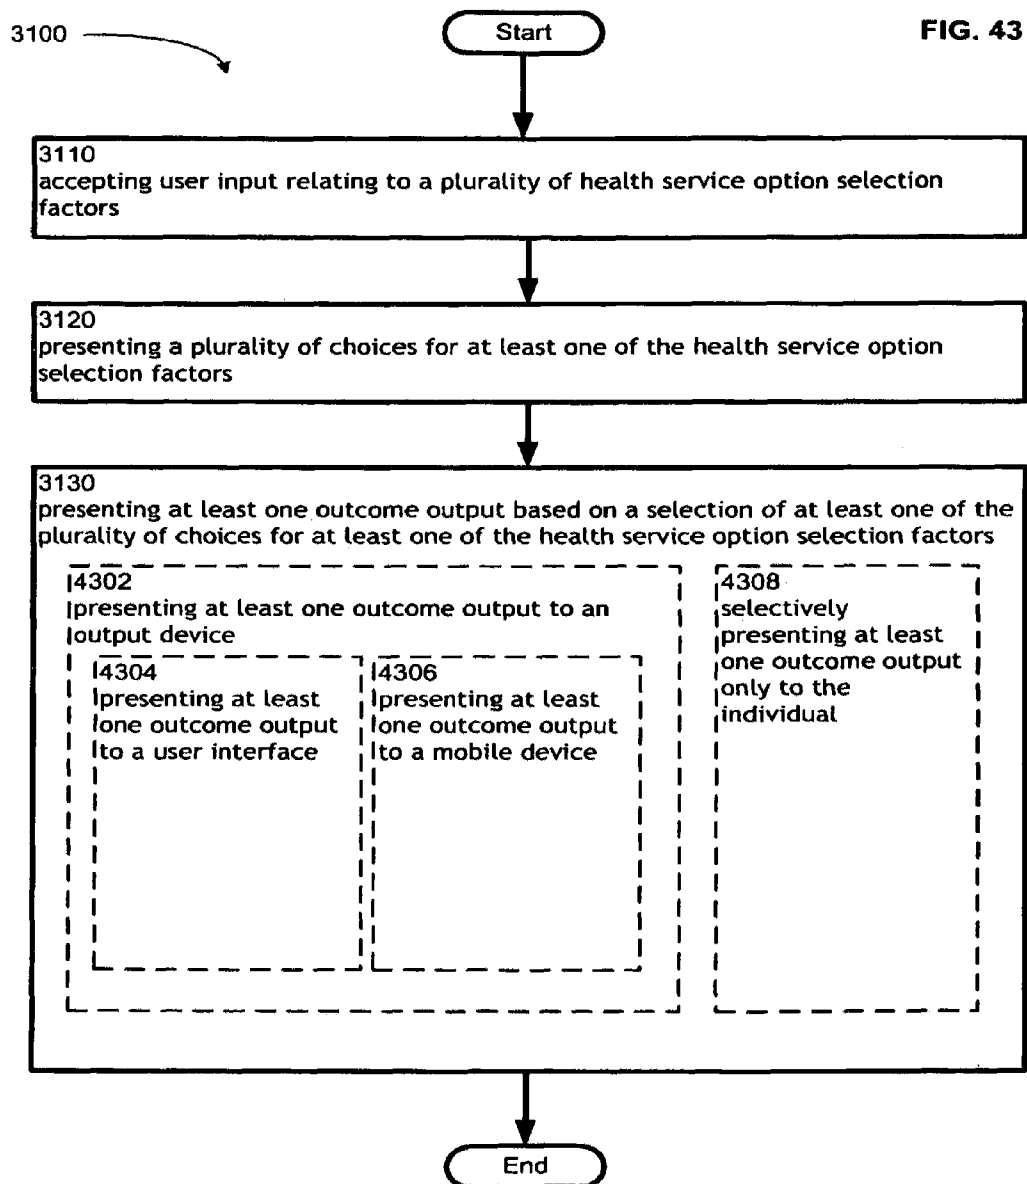 3100
Start
FIG. 43
3110
accepting user input relating to a plurality of health service option selection
factors
3120
presenting a plurality of choices for at least one of the health service option
selection factors
3130
presenting at least one outcome output based on a selection of at least one of the
plurality of choices for at least one of the health service option selection factors
4302
presenting at least one outcome output to an
output device
4304
presenting at least
one outcome output
to a user interface
4306
presenting at least
one outcome output
to a mobile device
4308
selectively
presenting at least
one outcome output
only to the
individual
End